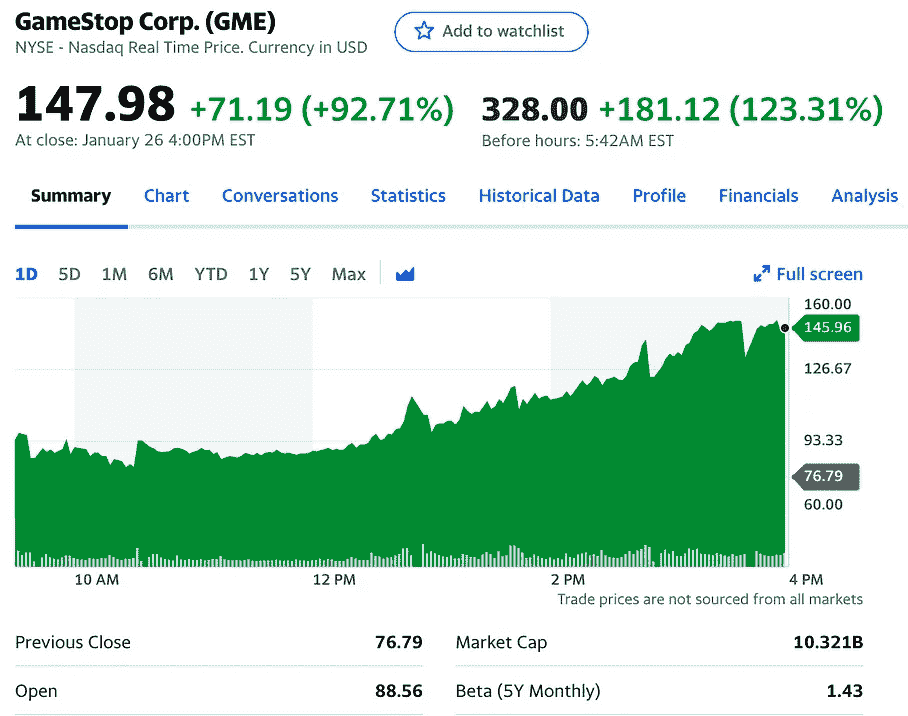 GameStop Corp. (GME)
NYSE - Nasdaq Real Time Price. Currency in USD
Add to watchlist
147.98 +71.19 (+92.71%)
At close: January 26 4:00PM EST
328.00 +181.12 (123.31%)
Before hours: 5:42AM EST
Summary Chart Conversations Statistics Historical Data Profile Financials Analysis
1D 5D 1M 6M YTD 1Y 5Y Max Full screen
160.00
145.96
126.67
93.33
76.79
60.00
10 AM 12 PM 2 PM 4 PM
Trade prices are not sourced from all markets
Previous Close 76.79 Market Cap 10.321B
Open 88.56 Beta (5Y Monthly) 1.43